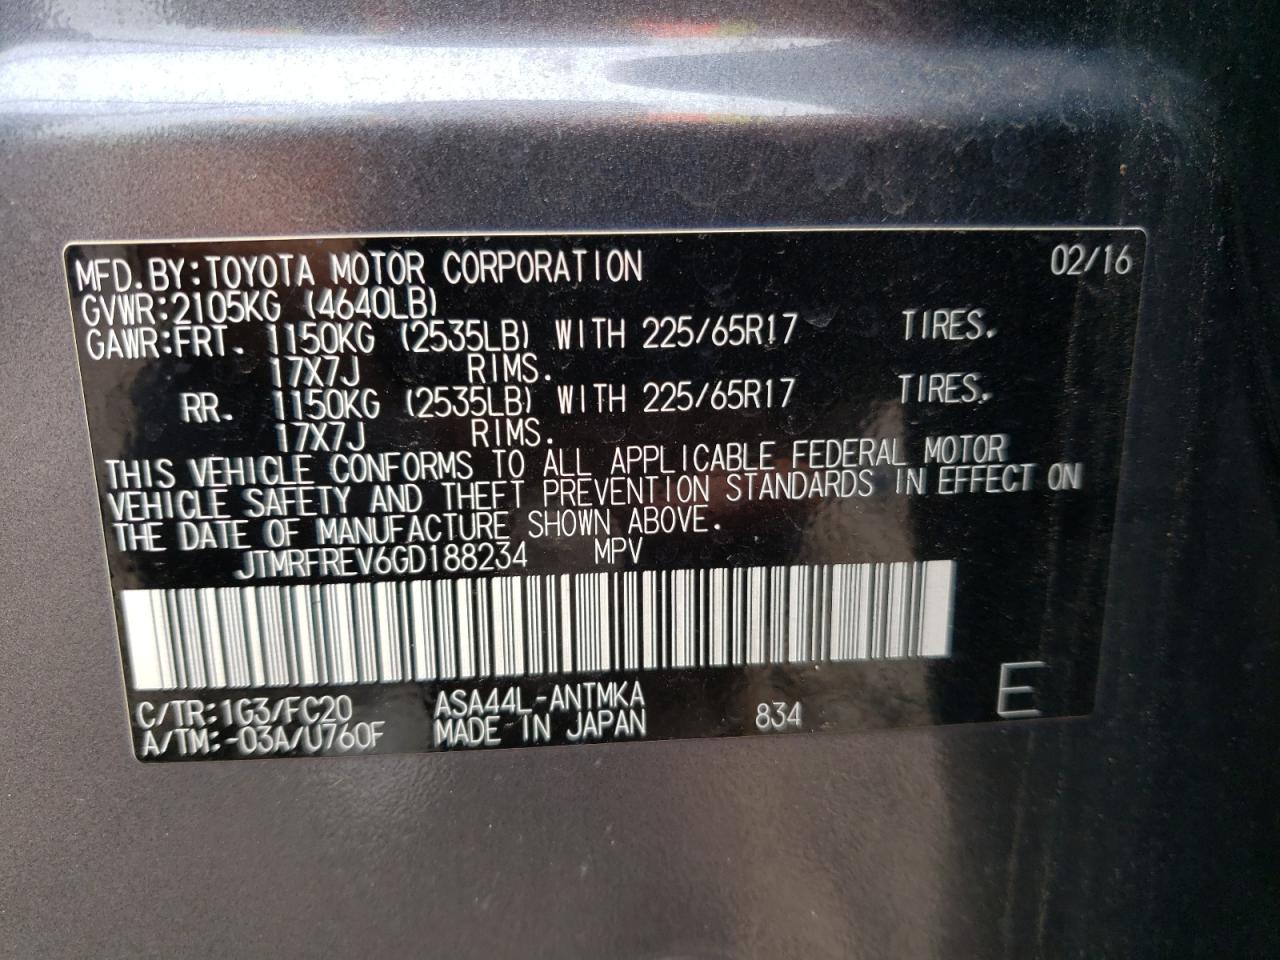 MFD.BY:TOYOTA MOTOR CORPORATION 02/16
GVWR:2105KG (4640LB)
GAWR:FRT. 1150KG (2535LB) WITH 225/65R17 TIRES.
17X7J RIMS.
RR. 1150KG (2535LB) WITH 225/65R17 TIRES.
17X7J RIMS.
THIS VEHICLE CONFORMS TO ALL APPLICABLE FEDERAL MOTOR
VEHICLE SAFETY AND THEFT PREVENTION STANDARDS IN EFFECT ON
THE DATE OF MANUFACTURE SHOWN ABOVE.
JTMRFREV6GD188234 MPV
C/TR:1G3/FC20 ASA44L-ANTMKA
A/TM:-03A/U760F MADE IN JAPAN 834 E